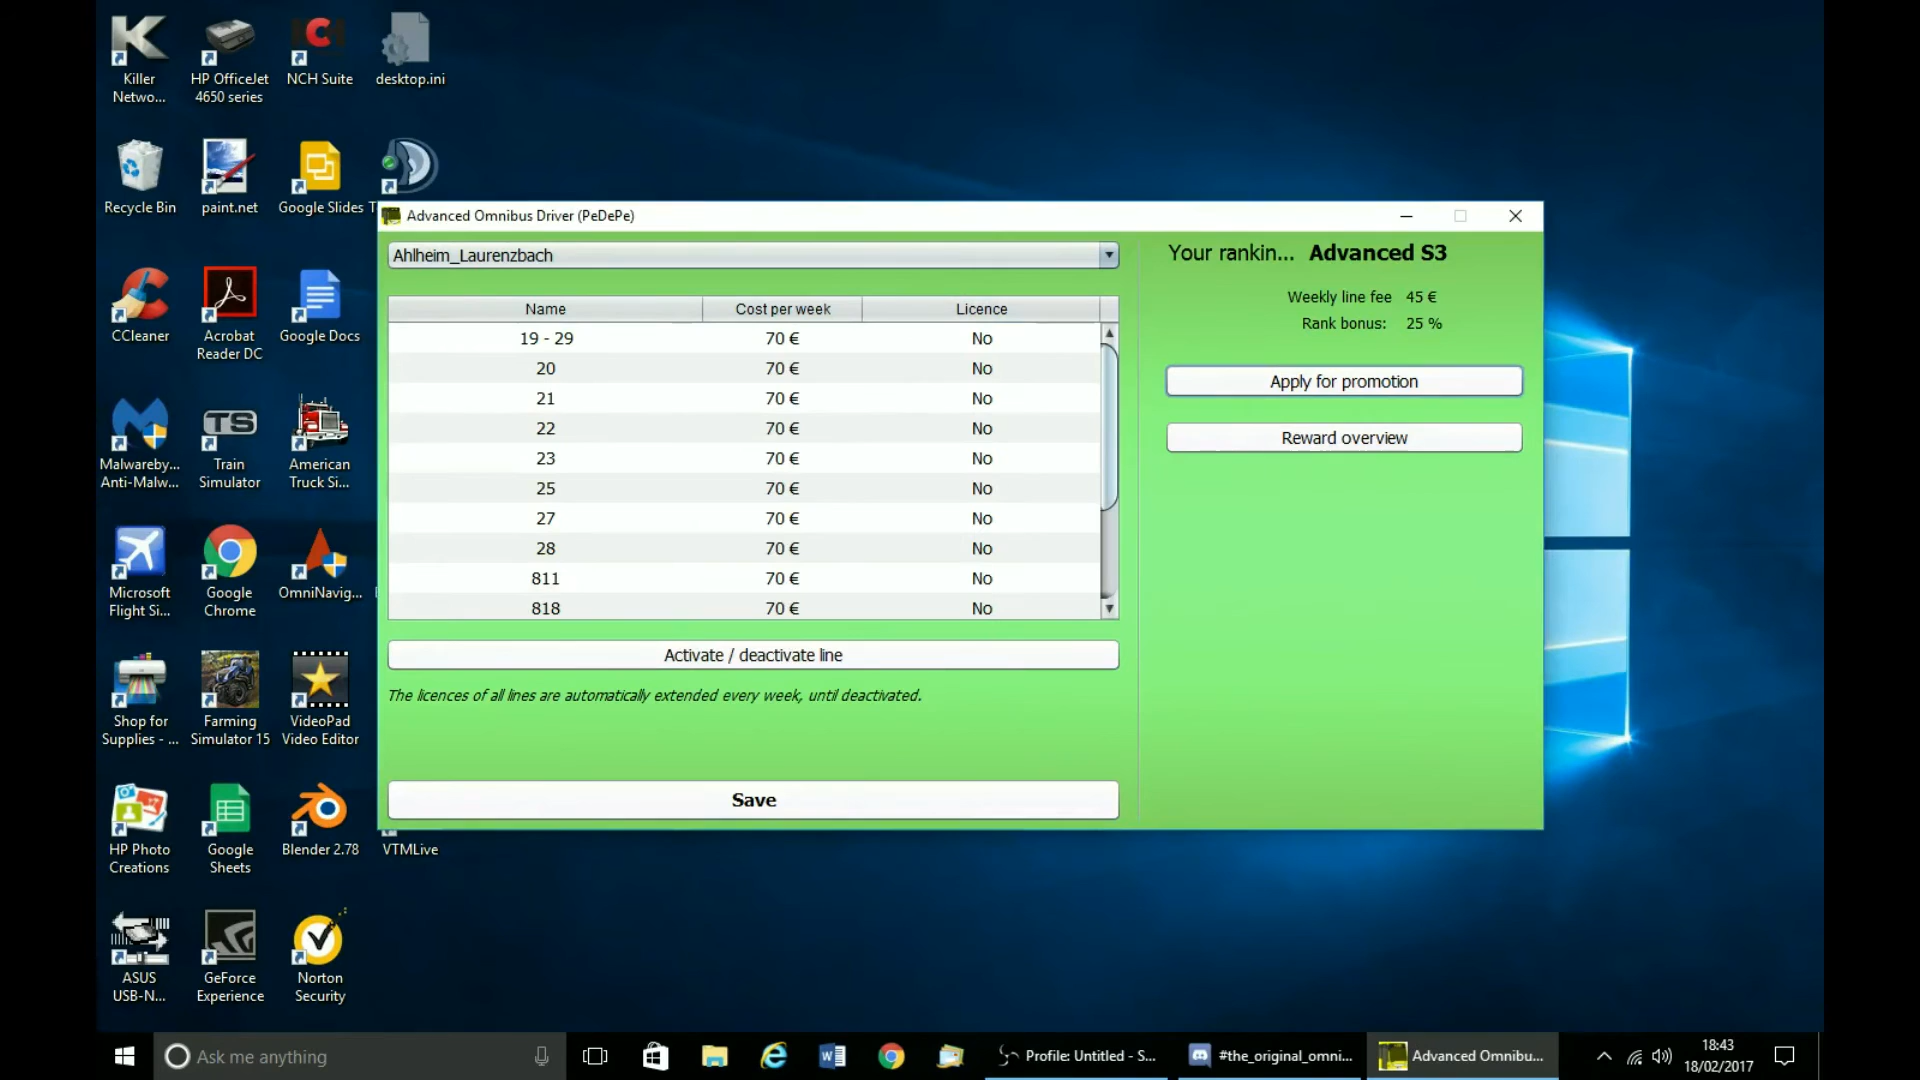 Killer
Netwo...
HP OfficeJet
4650 series
NCH Suite
desktop.ini
Recycle Bin
paint.net
Google Slides
CCleaner
Acrobat
Reader DC
Google Docs
Malwareby...
Anti-Malw...
Train
Simulator
American
Truck Si...
Microsoft
Flight Si...
Google
Chrome
OmniNavig...
Shop for
Supplies - ...
Farming
Simulator 15
VideoPad
Video Editor
HP Photo
Creations
Google
Sheets
Blender 2.78
VTMLive
ASUS
USB-N...
GeForce
Experience
Norton
Security
Advanced Omnibus Driver (PeDePe)
Ahlheim_Laurenzbach
Name Cost per week Licence
19 - 29 70 € No
20 70 € No
21 70 € No
22 70 € No
23 70 € No
25 70 € No
27 70 € No
28 70 € No
811 70 € No
818 70 € No
Activate / deactivate line
The licences of all lines are automatically extended every week, until deactivated.
Save
Your rankin... Advanced S3
Weekly line fee 45 €
Rank bonus: 25 %
Apply for promotion
Reward overview
Ask me anything
Profile: Untitled - S...
#the_original_omni...
Advanced Omnibu...
18:43
18/02/2017